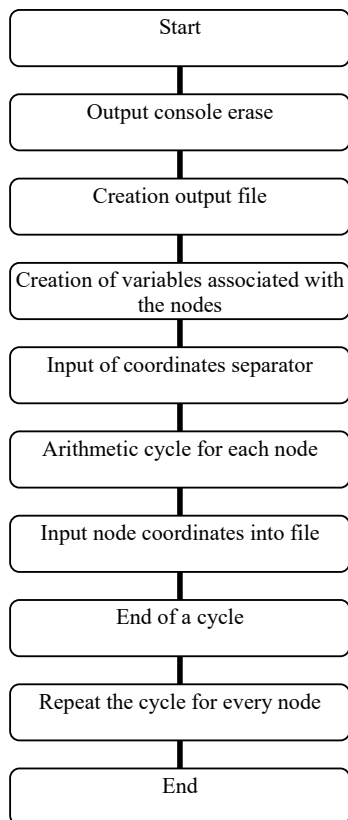 Start
Output console erase
Creation output file
Creation of variables associated with
the nodes
Input of coordinates separator
Arithmetic cycle for each node
Input node coordinates into file
End of a cycle
Repeat the cycle for every node
End